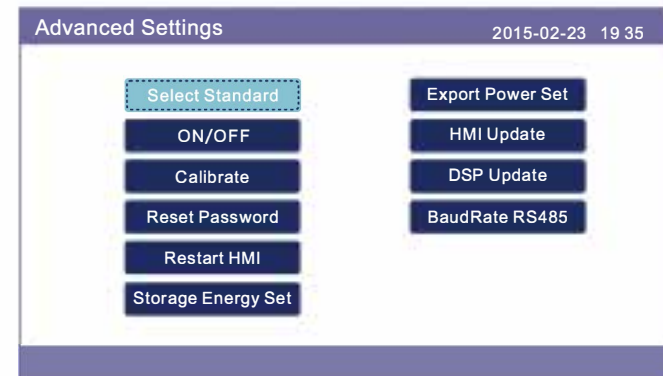 Advanced Settings
2015-02-23 19 35
Select Standard
ON/OFF
Calibrate
Reset Password
Restart HMI
Storage Energy Set
Export Power Set
HMI Update
DSP Update
BaudRate RS485